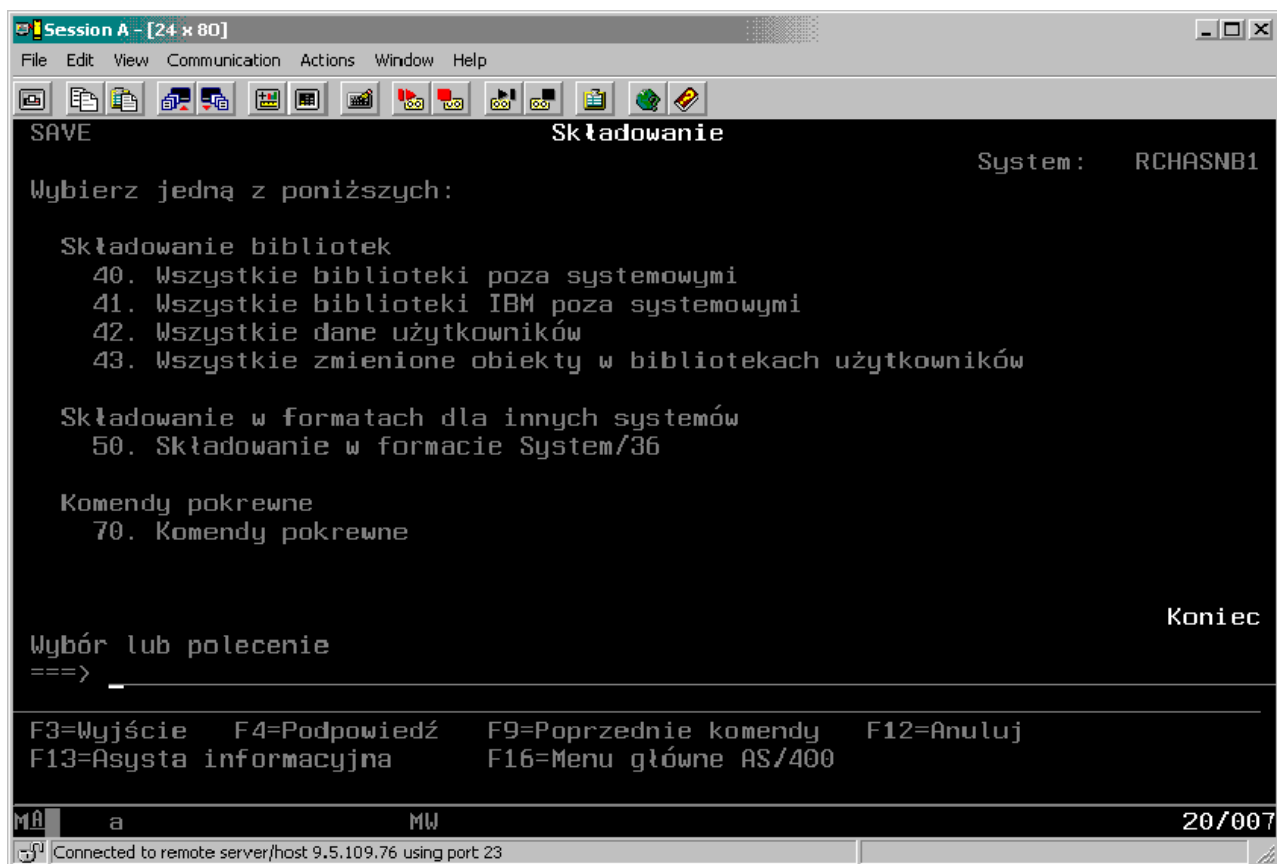 Session A - [24 x 80]
File Edit View Communication Actions Window Help
SAVE Składowanie
System: RCHASNB1
Wybierz jedną z poniższych:
Składowanie bibliotek
40. Wszystkie biblioteki poza systemowymi
41. Wszystkie biblioteki IBM poza systemowymi
42. Wszystkie dane użytkowników
43. Wszystkie zmienione obiekty w bibliotekach użytkowników
Składowanie w formatach dla innych systemów
50. Składowanie w formacie System/36
Komendy pokrewne
70. Komendy pokrewne
Koniec
Wybór lub polecenie
===>
F3=Wyjście F4=Podpowiedź F9=Poprzednie komendy F12=Anuluj
F13=Asysta informacyjna F16=Menu główne AS/400
MA a MW 20/007
Connected to remote server/host 9.5.109.76 using port 23